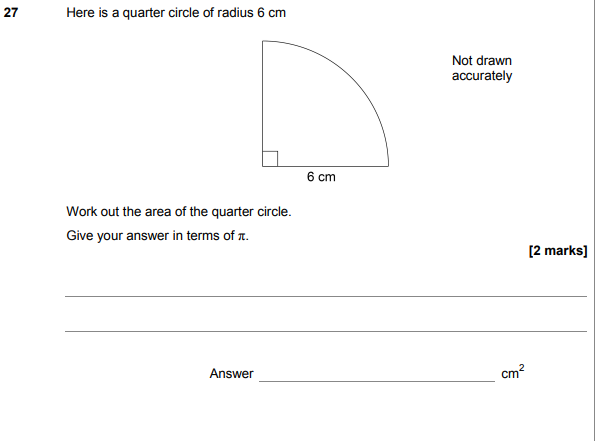 27 Here is a quarter circle of radius 6 cm
Not drawn
accurately
6 cm
Work out the area of the quarter circle.
Give your answer in terms of π.
[2 marks]
Answer cm²